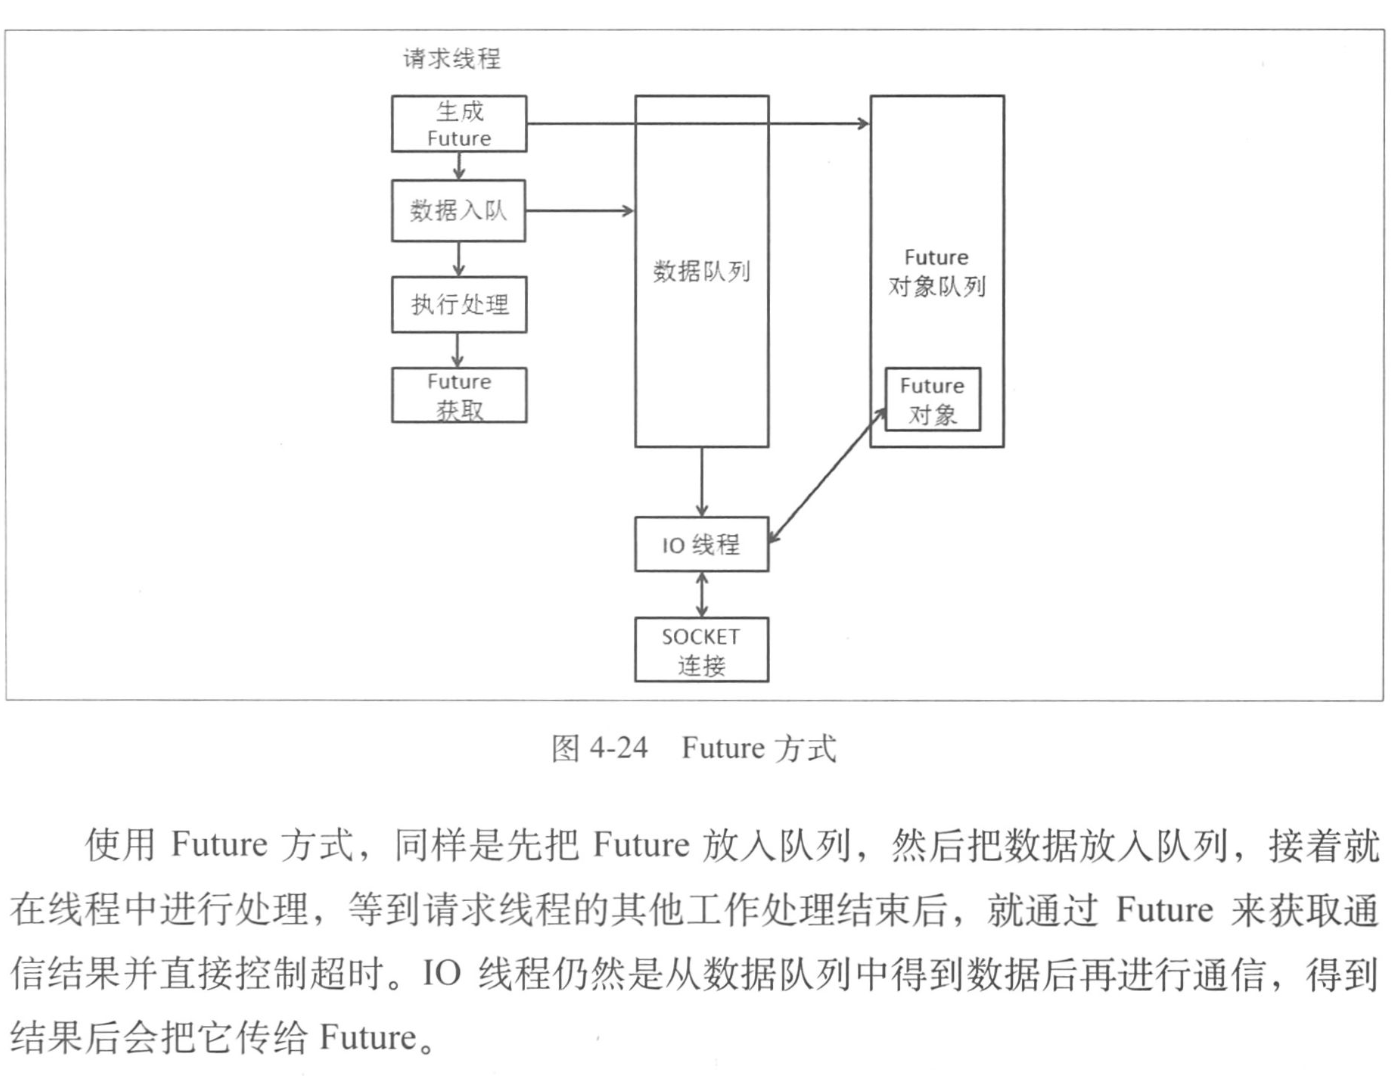 请求线程
生成
Future
数据入队
执行处理
Future
获取
数据队列
Future
对象队列
Future
对象
IO 线程
SOCKET
连接
图 4-24 Future 方式
使用 Future 方式，同样是先把 Future 放入队列，然后把数据放入队列，接着就
在线程中进行处理，等到请求线程的其他工作处理结束后，就通过 Future 来获取通
信结果并直接控制超时。IO 线程仍然是从数据队列中得到数据后再进行通信，得到
结果后会把它传给 Future。